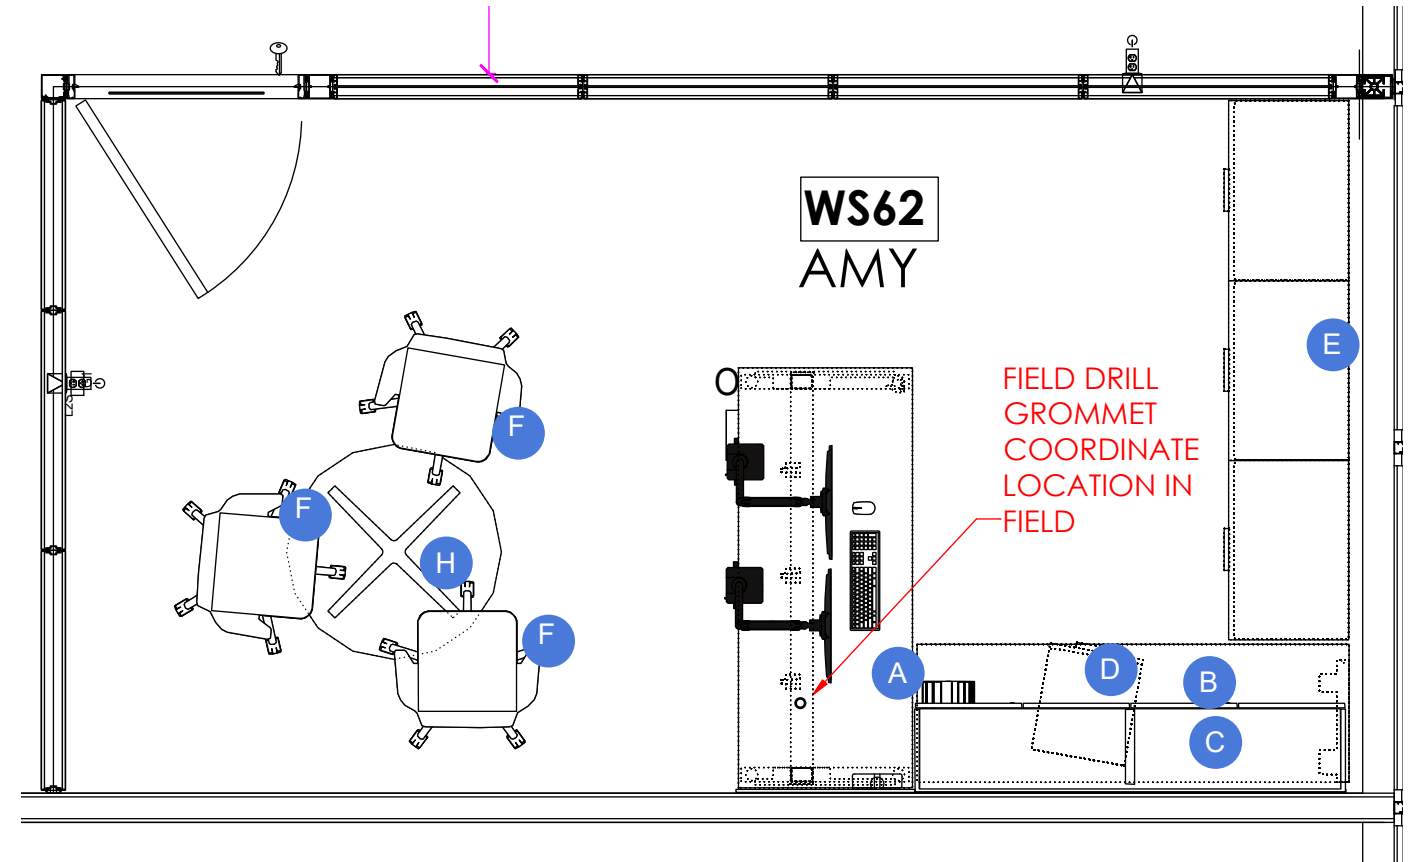 WS62
AMY
O
FIELD DRILL
GROMMET
COORDINATE
LOCATION IN
FIELD
E
F
F
H
F
A
D
B
C